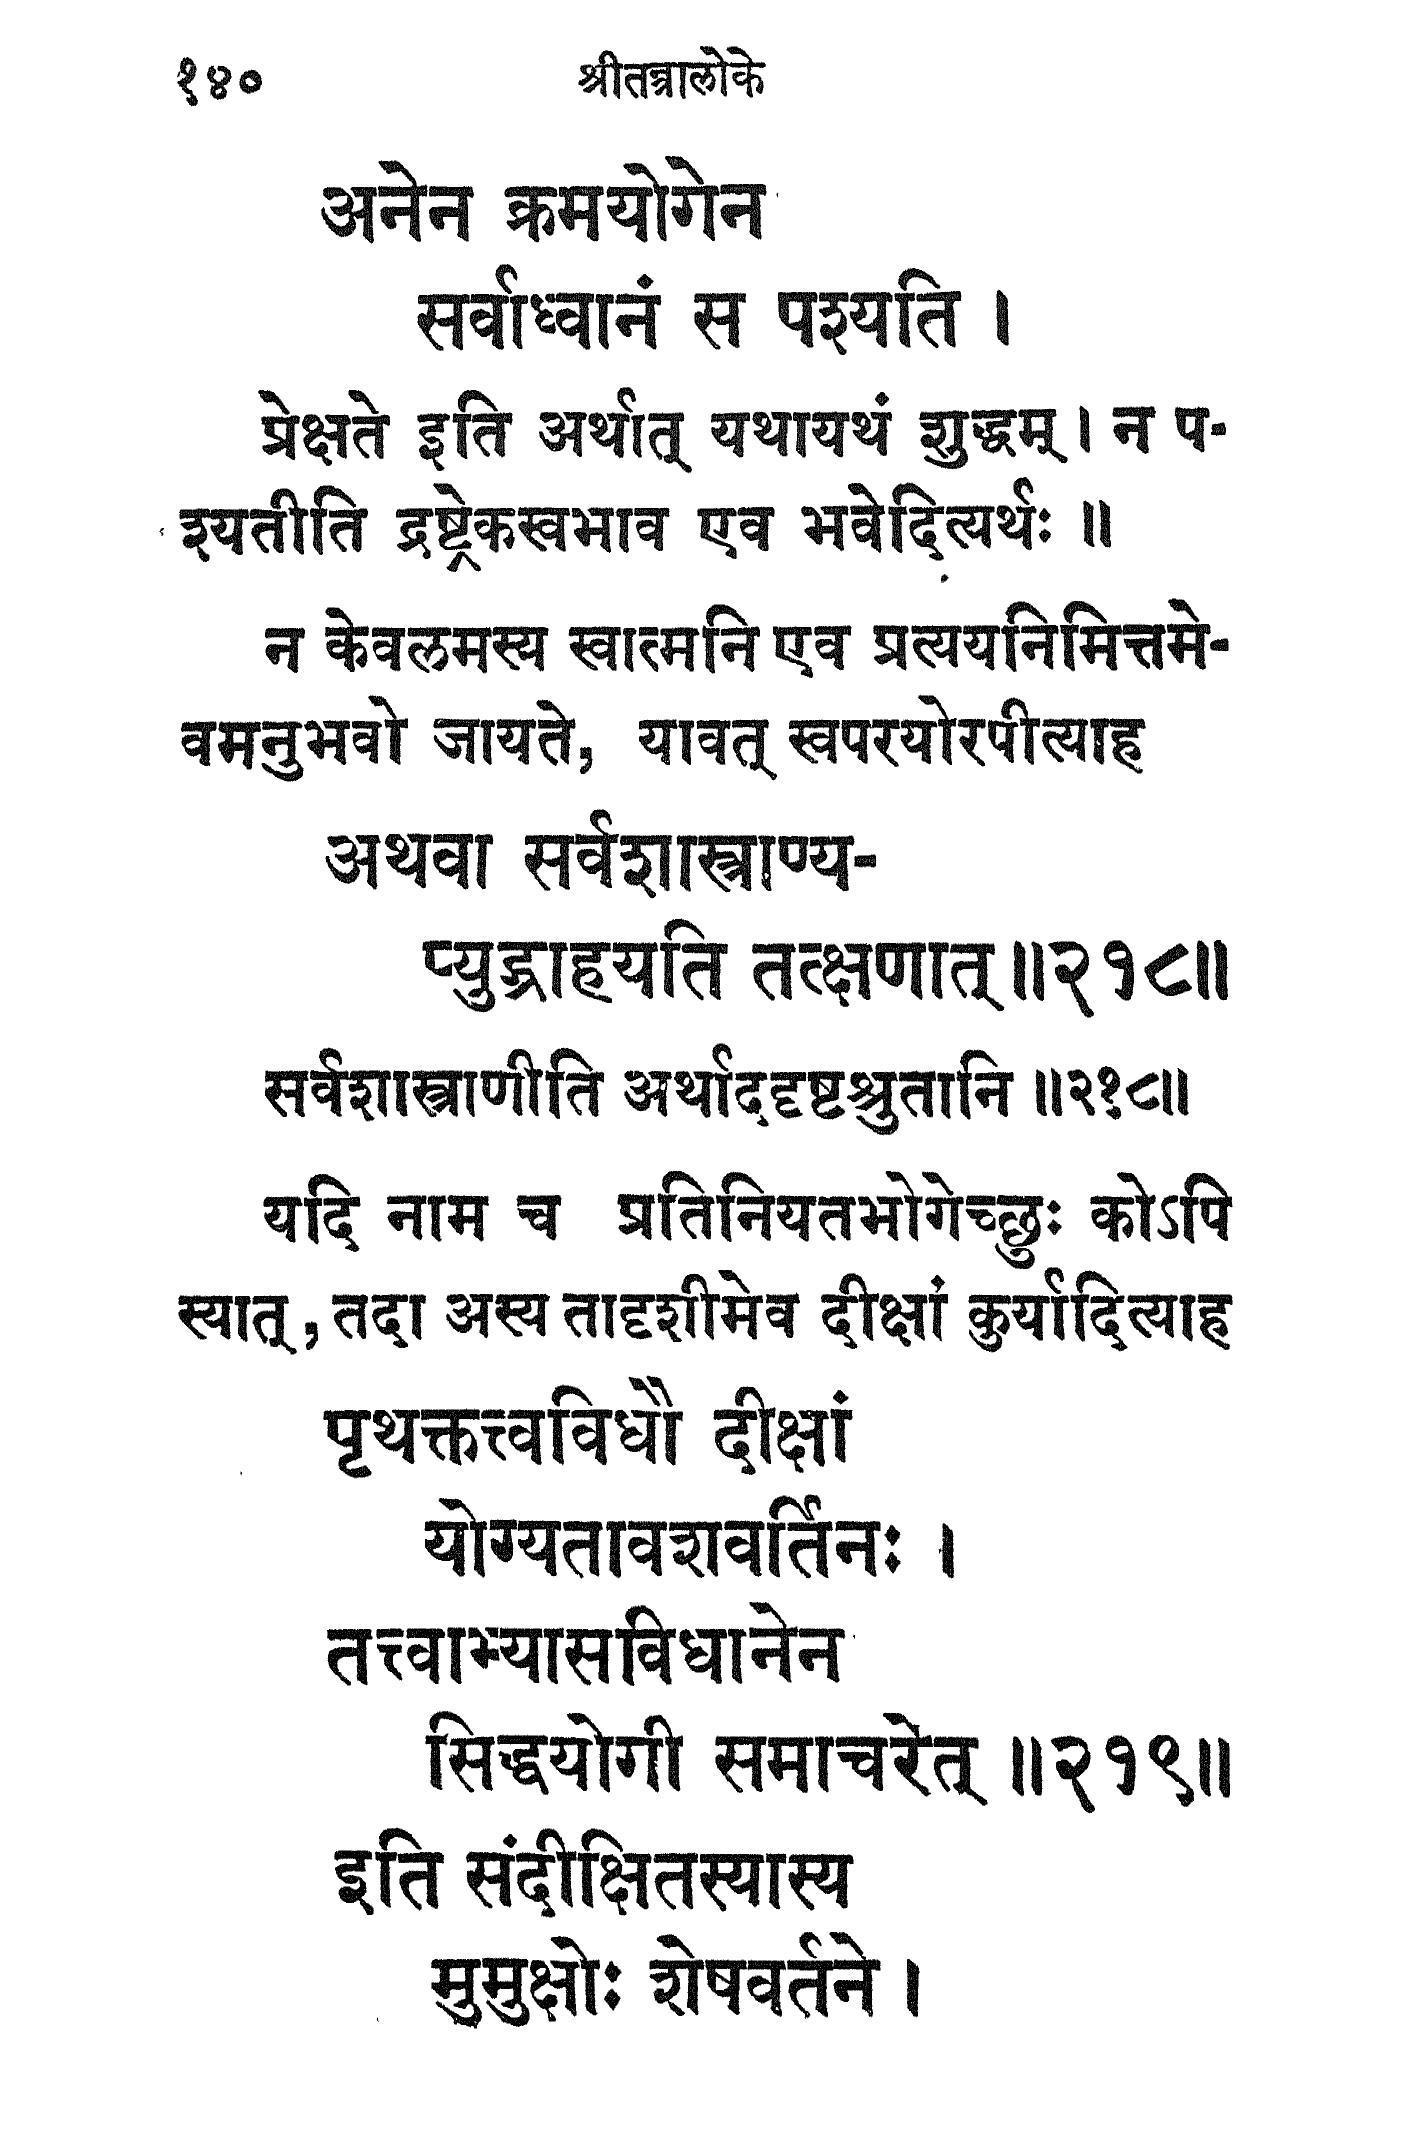 १४० श्रीतन्त्रालोके
अनेन क्रमयोगेन
सर्वाध्वानं स पश्यति ।
प्रेक्षते इति अर्थात् यथायथं शुद्धम् । न प-
श्यतीति द्रष्ट्रेकस्वभाव एव भवेदित्यर्थः ॥
न केवलमस्य स्वात्मनि एव प्रत्ययनिमित्तमे-
वमनुभवो जायते, यावत् स्वपरयोरपीत्याह
अथवा सर्वशास्त्राण्य-
प्युद्ग्राहयति तत्क्षणात् ॥२१८॥
सर्वशास्त्राणीति अर्थाददृष्टश्रुतानि ॥२१८॥
यदि नाम च प्रतिनियतभोगेच्छुः कोऽपि
स्यात्, तदा अस्य तादृशीमेव दीक्षां कुर्यादित्याह
पृथक्तत्त्वविधौ दीक्षां
योग्यतावशवर्तिनः ।
तत्त्वाभ्यासविधानेन
सिद्धयोगी समाचरेत् ॥२१९॥
इति संदीक्षितस्यास्य
मुमुक्षोः शेषवर्तने ।